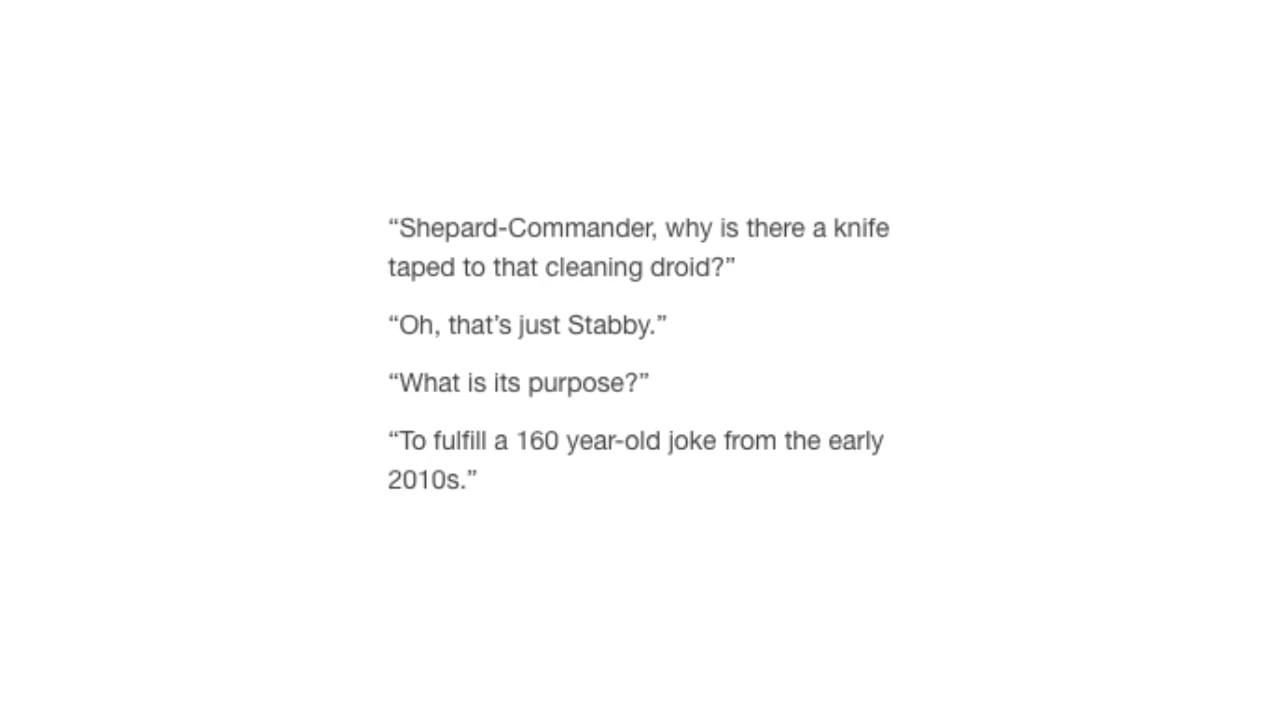 “Shepard-Commander, why is there a knife
taped to that cleaning droid?”
“Oh, that’s just Stabby.”
“What is its purpose?”
“To fulfill a 160 year-old joke from the early
2010s.”